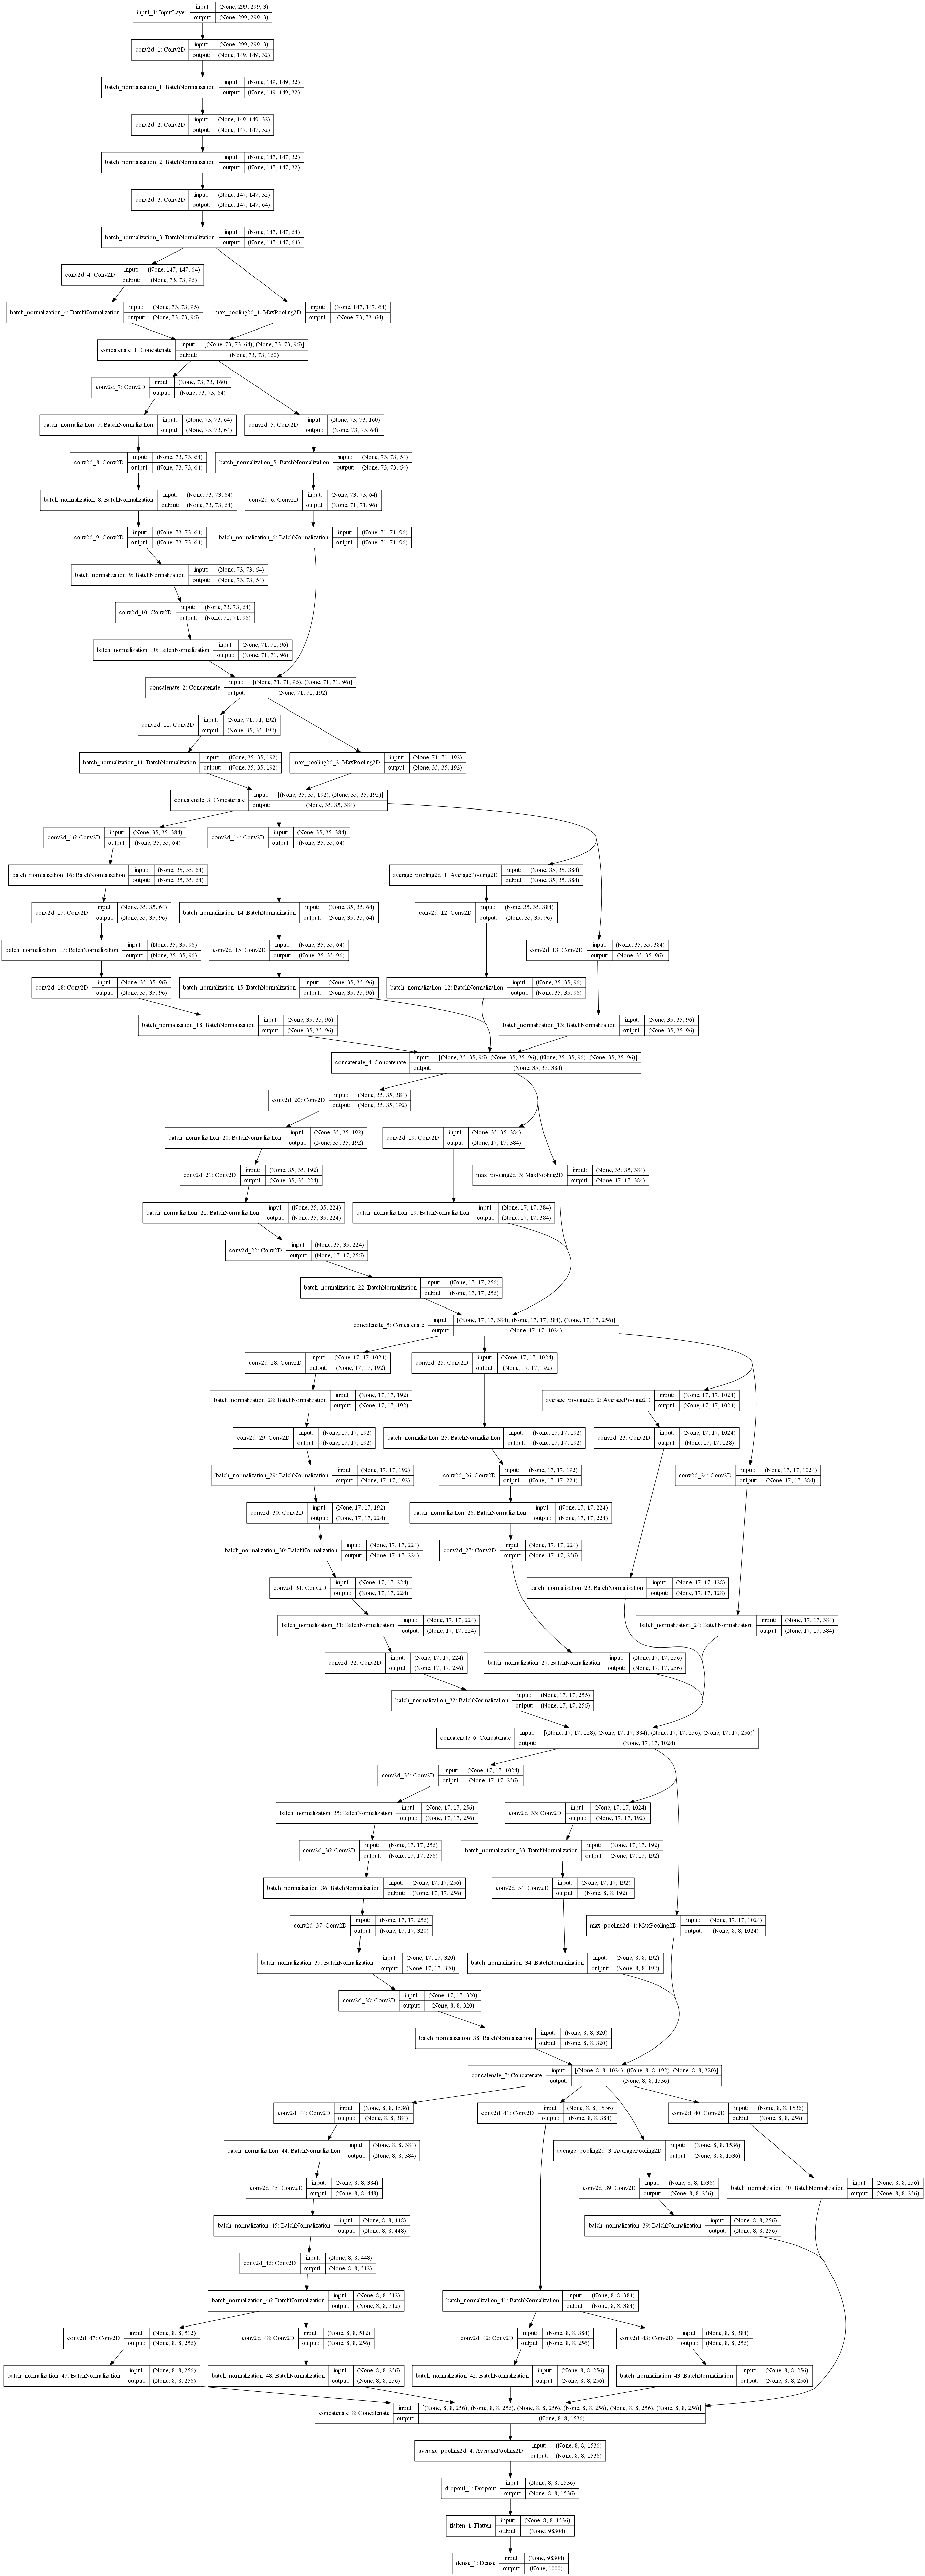 input_1: InputLayer
input: (None, 299, 299, 3)
output: (None, 299, 299, 3)
conv2d_1: Conv2D
input: (None, 299, 299, 3)
output: (None, 149, 149, 32)
batch_normalization_1: BatchNormalization
input: (None, 149, 149, 32)
output: (None, 149, 149, 32)
conv2d_2: Conv2D
input: (None, 149, 149, 32)
output: (None, 147, 147, 32)
batch_normalization_2: BatchNormalization
input: (None, 147, 147, 32)
output: (None, 147, 147, 32)
conv2d_3: Conv2D
input: (None, 147, 147, 32)
output: (None, 147, 147, 64)
batch_normalization_3: BatchNormalization
input: (None, 147, 147, 64)
output: (None, 147, 147, 64)
conv2d_4: Conv2D
input: (None, 147, 147, 64)
output: (None, 73, 73, 96)
batch_normalization_4: BatchNormalization
input: (None, 73, 73, 96)
output: (None, 73, 73, 96)
max_pooling2d_1: MaxPooling2D
input: (None, 147, 147, 64)
output: (None, 73, 73, 64)
concatenate_1: Concatenate
input: [(None, 73, 73, 64), (None, 73, 73, 96)]
output: (None, 73, 73, 160)
conv2d_7: Conv2D
input: (None, 73, 73, 160)
output: (None, 73, 73, 64)
batch_normalization_7: BatchNormalization
input: (None, 73, 73, 64)
output: (None, 73, 73, 64)
conv2d_5: Conv2D
input: (None, 73, 73, 160)
output: (None, 73, 73, 64)
conv2d_8: Conv2D
input: (None, 73, 73, 64)
output: (None, 73, 73, 64)
batch_normalization_5: BatchNormalization
input: (None, 73, 73, 64)
output: (None, 73, 73, 64)
batch_normalization_8: BatchNormalization
input: (None, 73, 73, 64)
output: (None, 73, 73, 64)
conv2d_6: Conv2D
input: (None, 73, 73, 64)
output: (None, 71, 71, 96)
conv2d_9: Conv2D
input: (None, 73, 73, 64)
output: (None, 73, 73, 64)
batch_normalization_6: BatchNormalization
input: (None, 71, 71, 96)
output: (None, 71, 71, 96)
batch_normalization_9: BatchNormalization
input: (None, 73, 73, 64)
output: (None, 73, 73, 64)
conv2d_10: Conv2D
input: (None, 73, 73, 64)
output: (None, 71, 71, 96)
batch_normalization_10: BatchNormalization
input: (None, 71, 71, 96)
output: (None, 71, 71, 96)
concatenate_2: Concatenate
input: [(None, 71, 71, 96), (None, 71, 71, 96)]
output: (None, 71, 71, 192)
conv2d_11: Conv2D
input: (None, 71, 71, 192)
output: (None, 35, 35, 192)
batch_normalization_11: BatchNormalization
input: (None, 35, 35, 192)
output: (None, 35, 35, 192)
max_pooling2d_2: MaxPooling2D
input: (None, 71, 71, 192)
output: (None, 35, 35, 192)
concatenate_3: Concatenate
input: [(None, 35, 35, 192), (None, 35, 35, 192)]
output: (None, 35, 35, 384)
conv2d_16: Conv2D
input: (None, 35, 35, 384)
output: (None, 35, 35, 64)
conv2d_14: Conv2D
input: (None, 35, 35, 384)
output: (None, 35, 35, 64)
batch_normalization_16: BatchNormalization
input: (None, 35, 35, 64)
output: (None, 35, 35, 64)
average_pooling2d_1: AveragePooling2D
input: (None, 35, 35, 384)
output: (None, 35, 35, 384)
conv2d_17: Conv2D
input: (None, 35, 35, 64)
output: (None, 35, 35, 96)
batch_normalization_14: BatchNormalization
input: (None, 35, 35, 64)
output: (None, 35, 35, 64)
conv2d_12: Conv2D
input: (None, 35, 35, 384)
output: (None, 35, 35, 96)
batch_normalization_17: BatchNormalization
input: (None, 35, 35, 96)
output: (None, 35, 35, 96)
conv2d_15: Conv2D
input: (None, 35, 35, 64)
output: (None, 35, 35, 96)
conv2d_13: Conv2D
input: (None, 35, 35, 384)
output: (None, 35, 35, 96)
conv2d_18: Conv2D
input: (None, 35, 35, 96)
output: (None, 35, 35, 96)
batch_normalization_15: BatchNormalization
input: (None, 35, 35, 96)
output: (None, 35, 35, 96)
batch_normalization_12: BatchNormalization
input: (None, 35, 35, 96)
output: (None, 35, 35, 96)
batch_normalization_18: BatchNormalization
input: (None, 35, 35, 96)
output: (None, 35, 35, 96)
batch_normalization_13: BatchNormalization
input: (None, 35, 35, 96)
output: (None, 35, 35, 96)
concatenate_4: Concatenate
input: [(None, 35, 35, 96), (None, 35, 35, 96), (None, 35, 35, 96), (None, 35, 35, 96)]
output: (None, 35, 35, 384)
conv2d_20: Conv2D
input: (None, 35, 35, 384)
output: (None, 35, 35, 192)
batch_normalization_20: BatchNormalization
input: (None, 35, 35, 192)
output: (None, 35, 35, 192)
conv2d_19: Conv2D
input: (None, 35, 35, 384)
output: (None, 17, 17, 384)
conv2d_21: Conv2D
input: (None, 35, 35, 192)
output: (None, 35, 35, 224)
max_pooling2d_3: MaxPooling2D
input: (None, 35, 35, 384)
output: (None, 17, 17, 384)
batch_normalization_21: BatchNormalization
input: (None, 35, 35, 224)
output: (None, 35, 35, 224)
batch_normalization_19: BatchNormalization
input: (None, 17, 17, 384)
output: (None, 17, 17, 384)
conv2d_22: Conv2D
input: (None, 35, 35, 224)
output: (None, 17, 17, 256)
batch_normalization_22: BatchNormalization
input: (None, 17, 17, 256)
output: (None, 17, 17, 256)
concatenate_5: Concatenate
input: [(None, 17, 17, 384), (None, 17, 17, 384), (None, 17, 17, 256)]
output: (None, 17, 17, 1024)
conv2d_28: Conv2D
input: (None, 17, 17, 1024)
output: (None, 17, 17, 192)
conv2d_25: Conv2D
input: (None, 17, 17, 1024)
output: (None, 17, 17, 192)
batch_normalization_28: BatchNormalization
input: (None, 17, 17, 192)
output: (None, 17, 17, 192)
average_pooling2d_2: AveragePooling2D
input: (None, 17, 17, 1024)
output: (None, 17, 17, 1024)
conv2d_29: Conv2D
input: (None, 17, 17, 192)
output: (None, 17, 17, 192)
batch_normalization_25: BatchNormalization
input: (None, 17, 17, 192)
output: (None, 17, 17, 192)
conv2d_23: Conv2D
input: (None, 17, 17, 1024)
output: (None, 17, 17, 128)
batch_normalization_29: BatchNormalization
input: (None, 17, 17, 192)
output: (None, 17, 17, 192)
conv2d_26: Conv2D
input: (None, 17, 17, 192)
output: (None, 17, 17, 224)
conv2d_24: Conv2D
input: (None, 17, 17, 1024)
output: (None, 17, 17, 384)
conv2d_30: Conv2D
input: (None, 17, 17, 192)
output: (None, 17, 17, 224)
batch_normalization_26: BatchNormalization
input: (None, 17, 17, 224)
output: (None, 17, 17, 224)
batch_normalization_30: BatchNormalization
input: (None, 17, 17, 224)
output: (None, 17, 17, 224)
conv2d_27: Conv2D
input: (None, 17, 17, 224)
output: (None, 17, 17, 256)
conv2d_31: Conv2D
input: (None, 17, 17, 224)
output: (None, 17, 17, 224)
batch_normalization_23: BatchNormalization
input: (None, 17, 17, 128)
output: (None, 17, 17, 128)
batch_normalization_31: BatchNormalization
input: (None, 17, 17, 224)
output: (None, 17, 17, 224)
batch_normalization_24: BatchNormalization
input: (None, 17, 17, 384)
output: (None, 17, 17, 384)
conv2d_32: Conv2D
input: (None, 17, 17, 224)
output: (None, 17, 17, 256)
batch_normalization_27: BatchNormalization
input: (None, 17, 17, 256)
output: (None, 17, 17, 256)
batch_normalization_32: BatchNormalization
input: (None, 17, 17, 256)
output: (None, 17, 17, 256)
concatenate_6: Concatenate
input: [(None, 17, 17, 128), (None, 17, 17, 384), (None, 17, 17, 256), (None, 17, 17, 256)]
output: (None, 17, 17, 1024)
conv2d_35: Conv2D
input: (None, 17, 17, 1024)
output: (None, 17, 17, 256)
batch_normalization_35: BatchNormalization
input: (None, 17, 17, 256)
output: (None, 17, 17, 256)
conv2d_33: Conv2D
input: (None, 17, 17, 1024)
output: (None, 17, 17, 192)
conv2d_36: Conv2D
input: (None, 17, 17, 256)
output: (None, 17, 17, 256)
batch_normalization_33: BatchNormalization
input: (None, 17, 17, 192)
output: (None, 17, 17, 192)
batch_normalization_36: BatchNormalization
input: (None, 17, 17, 256)
output: (None, 17, 17, 256)
conv2d_34: Conv2D
input: (None, 17, 17, 192)
output: (None, 8, 8, 192)
conv2d_37: Conv2D
input: (None, 17, 17, 256)
output: (None, 17, 17, 320)
max_pooling2d_4: MaxPooling2D
input: (None, 17, 17, 1024)
output: (None, 8, 8, 1024)
batch_normalization_37: BatchNormalization
input: (None, 17, 17, 320)
output: (None, 17, 17, 320)
batch_normalization_34: BatchNormalization
input: (None, 8, 8, 192)
output: (None, 8, 8, 192)
conv2d_38: Conv2D
input: (None, 17, 17, 320)
output: (None, 8, 8, 320)
batch_normalization_38: BatchNormalization
input: (None, 8, 8, 320)
output: (None, 8, 8, 320)
concatenate_7: Concatenate
input: [(None, 8, 8, 1024), (None, 8, 8, 192), (None, 8, 8, 320)]
output: (None, 8, 8, 1536)
conv2d_44: Conv2D
input: (None, 8, 8, 1536)
output: (None, 8, 8, 384)
conv2d_41: Conv2D
input: (None, 8, 8, 1536)
output: (None, 8, 8, 384)
conv2d_40: Conv2D
input: (None, 8, 8, 1536)
output: (None, 8, 8, 256)
batch_normalization_44: BatchNormalization
input: (None, 8, 8, 384)
output: (None, 8, 8, 384)
average_pooling2d_3: AveragePooling2D
input: (None, 8, 8, 1536)
output: (None, 8, 8, 1536)
conv2d_45: Conv2D
input: (None, 8, 8, 384)
output: (None, 8, 8, 448)
conv2d_39: Conv2D
input: (None, 8, 8, 1536)
output: (None, 8, 8, 256)
batch_normalization_40: BatchNormalization
input: (None, 8, 8, 256)
output: (None, 8, 8, 256)
batch_normalization_45: BatchNormalization
input: (None, 8, 8, 448)
output: (None, 8, 8, 448)
batch_normalization_39: BatchNormalization
input: (None, 8, 8, 256)
output: (None, 8, 8, 256)
conv2d_46: Conv2D
input: (None, 8, 8, 448)
output: (None, 8, 8, 512)
batch_normalization_46: BatchNormalization
input: (None, 8, 8, 512)
output: (None, 8, 8, 512)
batch_normalization_41: BatchNormalization
input: (None, 8, 8, 384)
output: (None, 8, 8, 384)
conv2d_47: Conv2D
input: (None, 8, 8, 512)
output: (None, 8, 8, 256)
conv2d_48: Conv2D
input: (None, 8, 8, 512)
output: (None, 8, 8, 256)
conv2d_42: Conv2D
input: (None, 8, 8, 384)
output: (None, 8, 8, 256)
conv2d_43: Conv2D
input: (None, 8, 8, 384)
output: (None, 8, 8, 256)
batch_normalization_47: BatchNormalization
input: (None, 8, 8, 256)
output: (None, 8, 8, 256)
batch_normalization_48: BatchNormalization
input: (None, 8, 8, 256)
output: (None, 8, 8, 256)
batch_normalization_42: BatchNormalization
input: (None, 8, 8, 256)
output: (None, 8, 8, 256)
batch_normalization_43: BatchNormalization
input: (None, 8, 8, 256)
output: (None, 8, 8, 256)
concatenate_8: Concatenate
input: [(None, 8, 8, 256), (None, 8, 8, 256), (None, 8, 8, 256), (None, 8, 8, 256), (None, 8, 8, 256), (None, 8, 8, 256)]
output: (None, 8, 8, 1536)
average_pooling2d_4: AveragePooling2D
input: (None, 8, 8, 1536)
output: (None, 8, 8, 1536)
dropout_1: Dropout
input: (None, 8, 8, 1536)
output: (None, 8, 8, 1536)
flatten_1: Flatten
input: (None, 8, 8, 1536)
output: (None, 98304)
dense_1: Dense
input: (None, 98304)
output: (None, 1000)